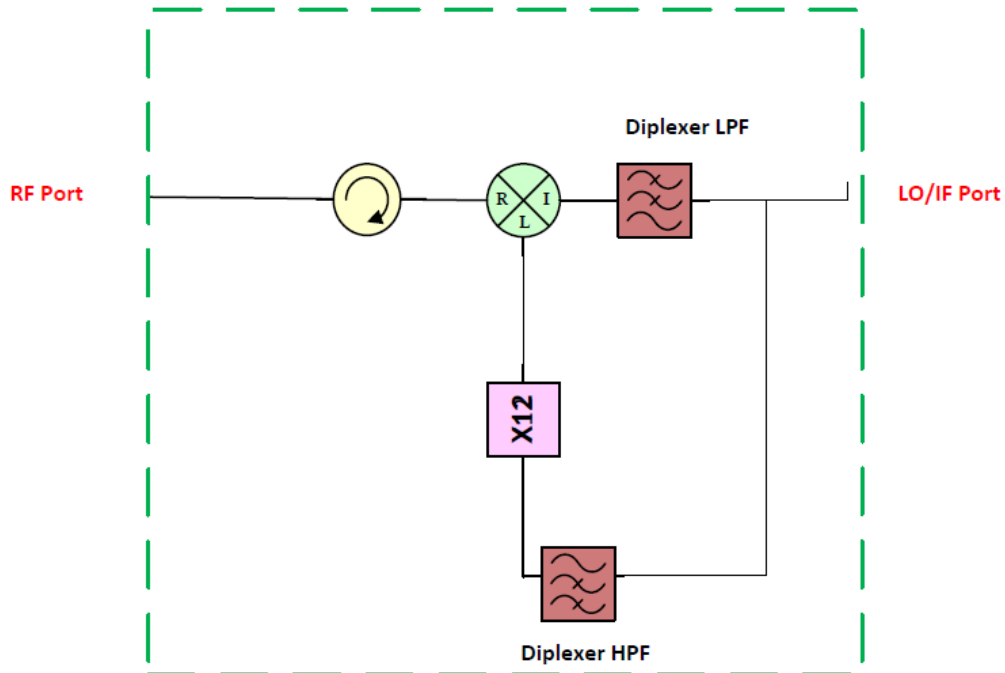 Diplexer LPF
RF Port
R
I
L
LO/IF Port
X12
Diplexer HPF